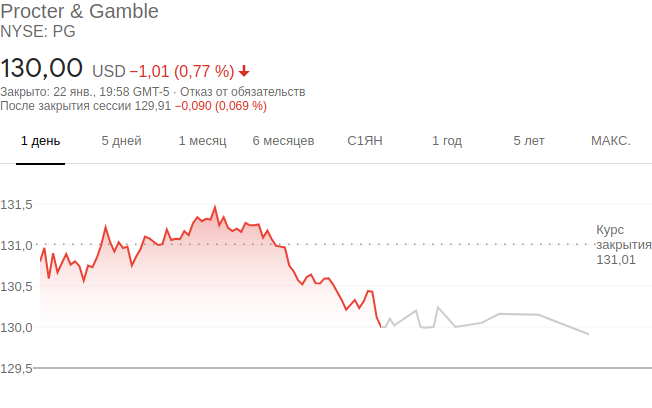 Procter & Gamble
NYSE: PG
130,00 USD −1,01 (0,77 %)
Закрыто: 22 янв., 19:58 GMT-5 · Отказ от обязательств
После закрытия сессии 129,91 −0,090 (0,069 %)
1 день 5 дней 1 месяц 6 месяцев С1ЯН 1 год 5 лет МАКС.
131,5
131,0
130,5
130,0
129,5
Курс
закрытия
131,01